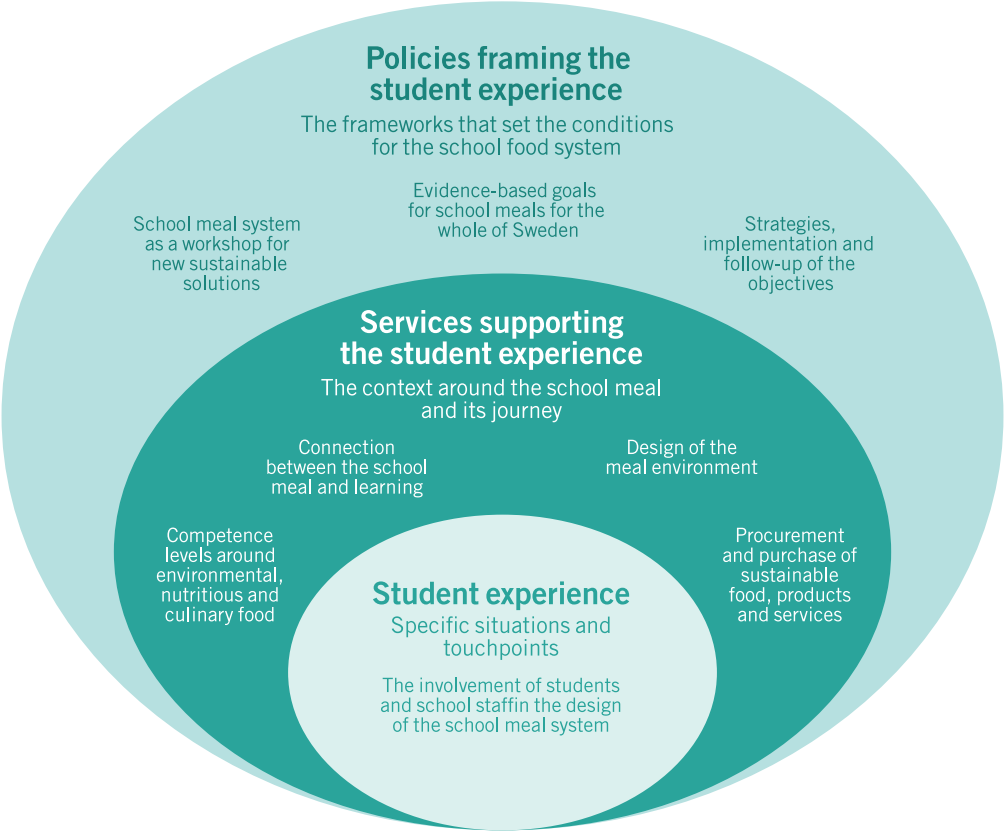 Policies framing the
student experience
The frameworks that set the conditions
for the school food system
Evidence-based goals
for school meals for the
whole of Sweden
School meal system
as a workshop for
new sustainable
solutions
Strategies,
implementation and
follow-up of the
objectives
Services supporting
the student experience
The context around the school meal
and its journey
Connection
between the school
meal and learning
Design of the
meal environment
Competence
levels around
environmental,
nutritious and
culinary food
Procurement
and purchase of
sustainable
food, products
and services
Student experience
Specific situations and
touchpoints
The involvement of students
and school staffin the design
of the school meal system